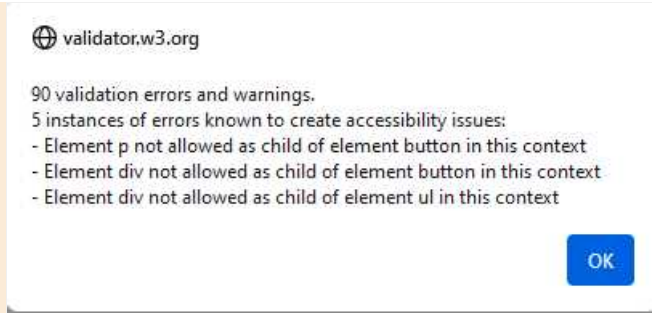 validator.w3.org
90 validation errors and warnings.
5 instances of errors known to create accessibility issues:
- Element p not allowed as child of element button in this context
- Element div not allowed as child of element button in this context
- Element div not allowed as child of element ul in this context
OK